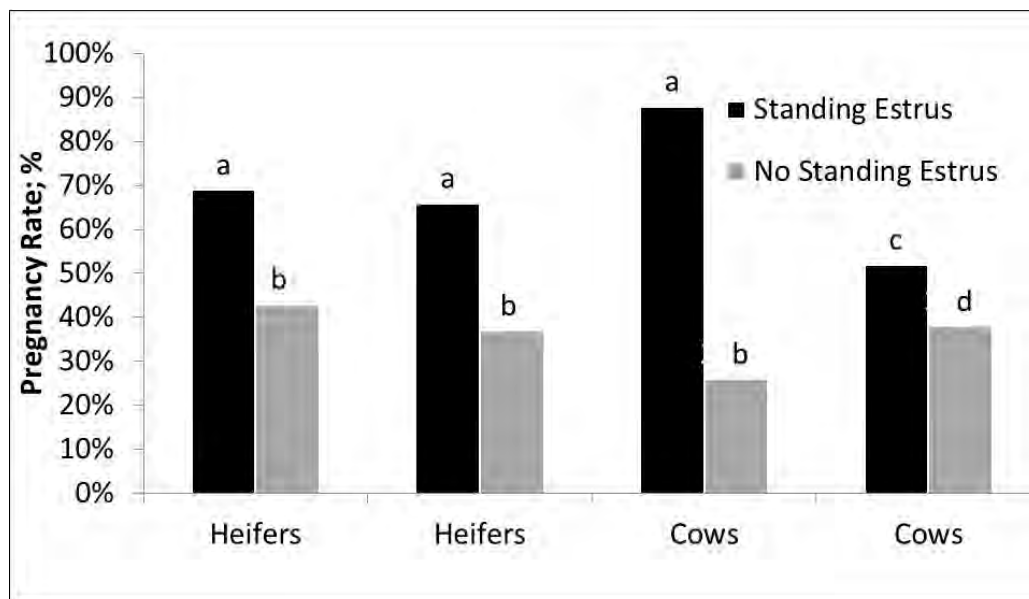 Pregnancy Rate; %
100%
90%
80%
70%
60%
50%
40%
30%
20%
10%
0%
a
b
a
b
a
b
c
d
Standing Estrus
No Standing Estrus
Heifers
Heifers
Cows
Cows